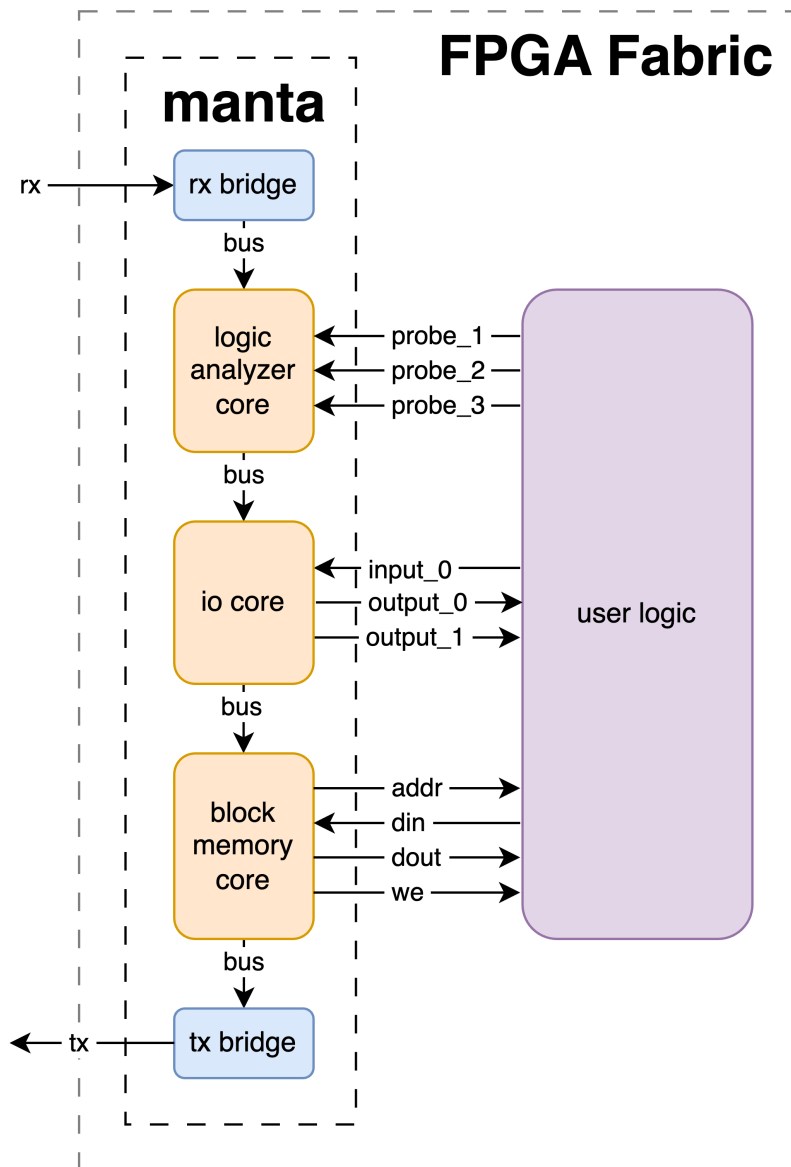 FPGA Fabric
manta
rx
rx bridge
bus
logic
analyzer
core
probe_1
probe_2
probe_3
bus
io core
input_0
output_0
output_1
user logic
bus
block
memory
core
addr
din
dout
we
bus
tx
tx bridge